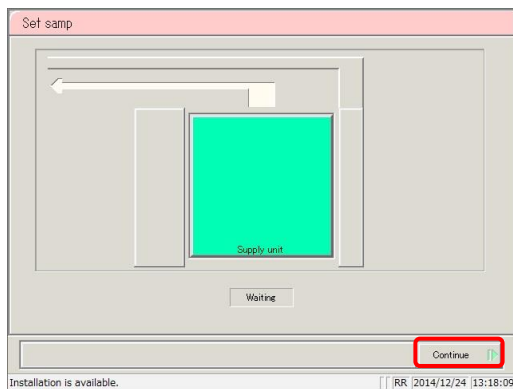 Set samp
Supply unit
Waiting
Continue
Installation is available.
RR 2014/12/24 13:18:09